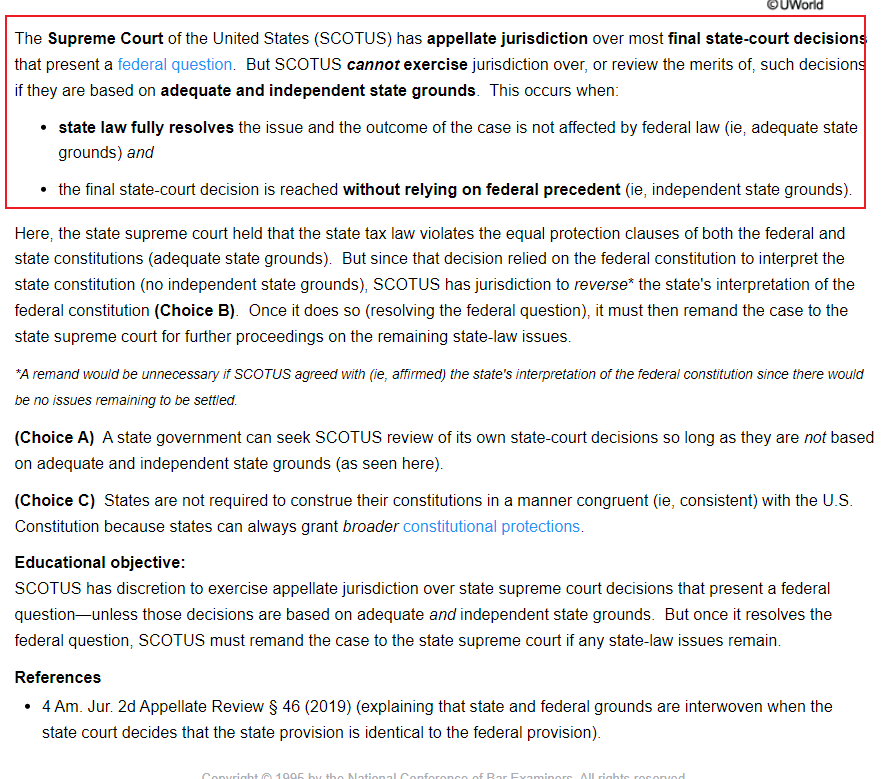 ©UWorld
The Supreme Court of the United States (SCOTUS) has appellate jurisdiction over most final state-court decisions
that present a federal question. But SCOTUS cannot exercise jurisdiction over, or review the merits of, such decisions
if they are based on adequate and independent state grounds. This occurs when:
• state law fully resolves the issue and the outcome of the case is not affected by federal law (ie, adequate state
grounds) and
• the final state-court decision is reached without relying on federal precedent (ie, independent state grounds).
Here, the state supreme court held that the state tax law violates the equal protection clauses of both the federal and
state constitutions (adequate state grounds). But since that decision relied on the federal constitution to interpret the
state constitution (no independent state grounds), SCOTUS has jurisdiction to reverse* the state's interpretation of the
federal constitution (Choice B). Once it does so (resolving the federal question), it must then remand the case to the
state supreme court for further proceedings on the remaining state-law issues.
*A remand would be unnecessary if SCOTUS agreed with (ie, affirmed) the state's interpretation of the federal constitution since there would
be no issues remaining to be settled.
(Choice A) A state government can seek SCOTUS review of its own state-court decisions so long as they are not based
on adequate and independent state grounds (as seen here).
(Choice C) States are not required to construe their constitutions in a manner congruent (ie, consistent) with the U.S.
Constitution because states can always grant broader constitutional protections.
Educational objective:
SCOTUS has discretion to exercise appellate jurisdiction over state supreme court decisions that present a federal
question—unless those decisions are based on adequate and independent state grounds. But once it resolves the
federal question, SCOTUS must remand the case to the state supreme court if any state-law issues remain.
References
• 4 Am. Jur. 2d Appellate Review § 46 (2019) (explaining that state and federal grounds are interwoven when the
state court decides that the state provision is identical to the federal provision).
Copyright © 1995 by the National Conference of Bar Examiners. All rights reserved.